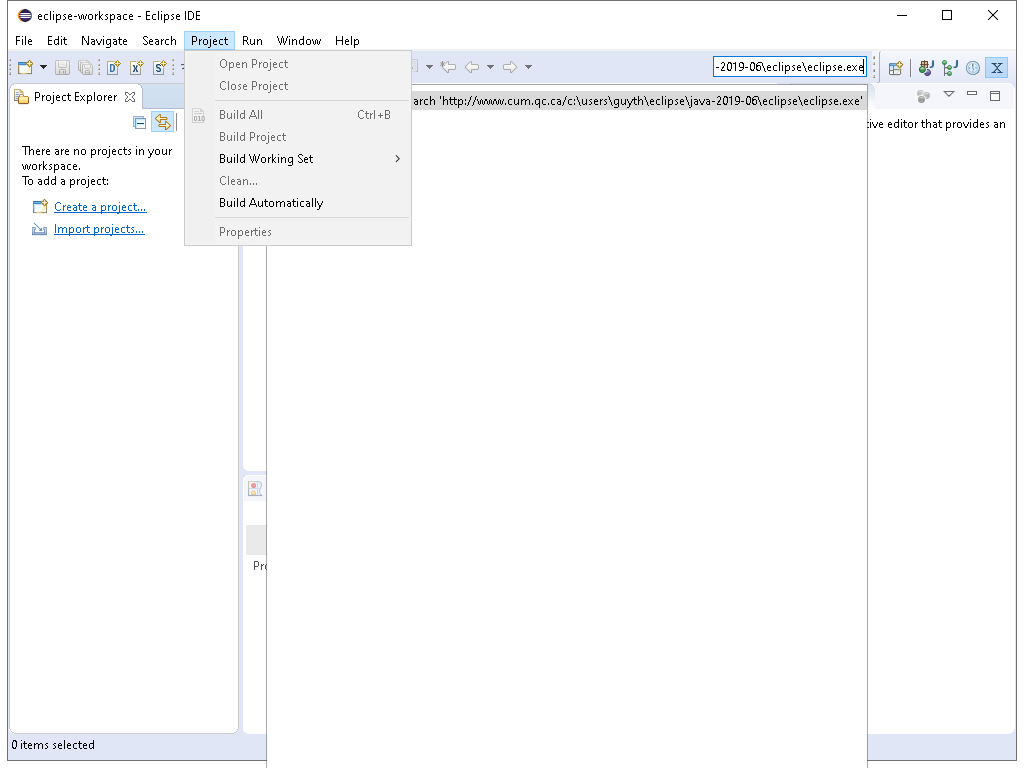 eclipse-workspace - Eclipse IDE
File Edit Navigate Search Project Run Window Help
-2019-06\eclipse\eclipse.exe
Project Explorer
There are no projects in your
workspace.
To add a project:
Create a project...
Import projects...
Open Project
Close Project
Build All Ctrl+B
Build Project
Build Working Set
Clean...
Build Automatically
Properties
arch 'http://www.cum.qc.ca/c:\users\guyth\eclipse\java-2019-06\eclipse\eclipse.exe'
tive editor that provides an
0 items selected